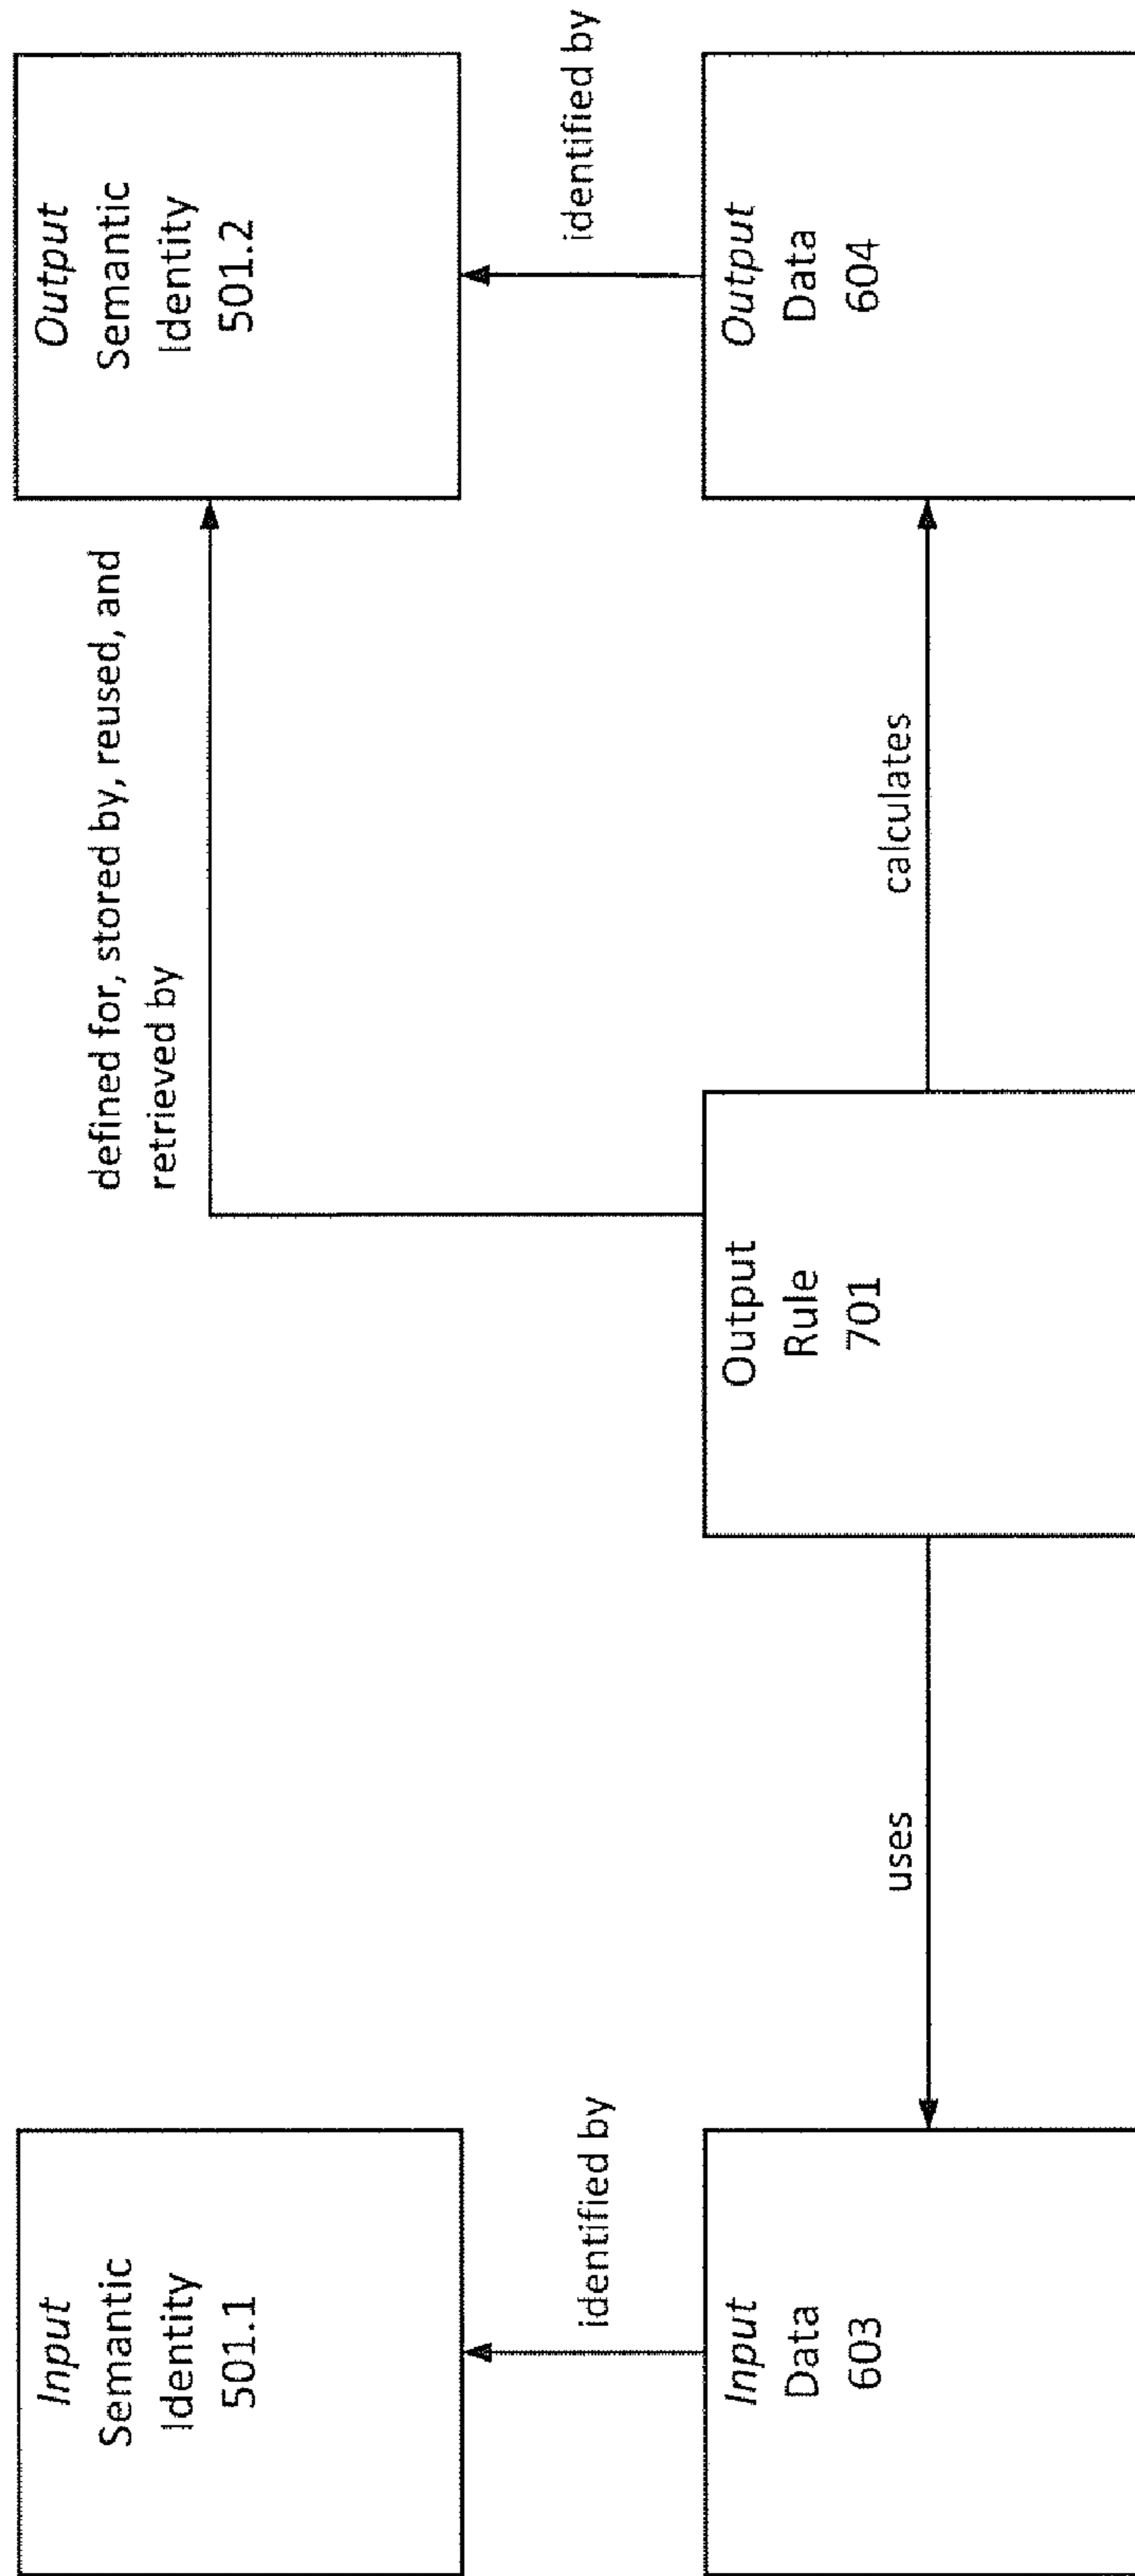 Input
Semantic
Identity
501.1
defined for, stored by, reused, and
retrieved by
Output
Semantic
Identity
501.2
identified by
identified by
Input
Data
603
uses
Output
Rule
701
calculates
Output
Data
604